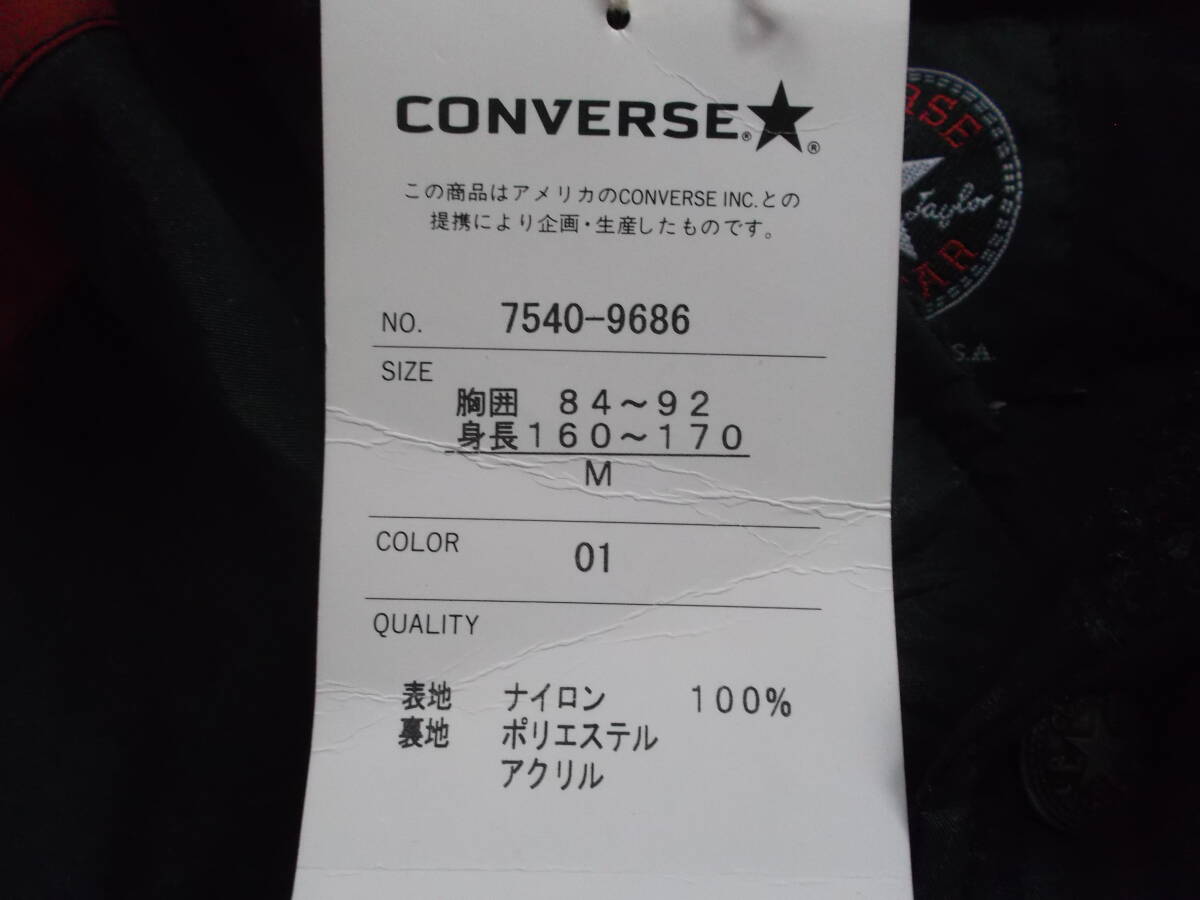 CONVERSE®★®
この商品はアメリカのCONVERSE INC.との
提携により企画・生産したものです。
NO. 7540-9686
SIZE
胸囲 84～92
身長160～170
M
COLOR 01
QUALITY
表地 ナイロン 100%
裏地 ポリエステル
アクリル
Taylor
S.A.